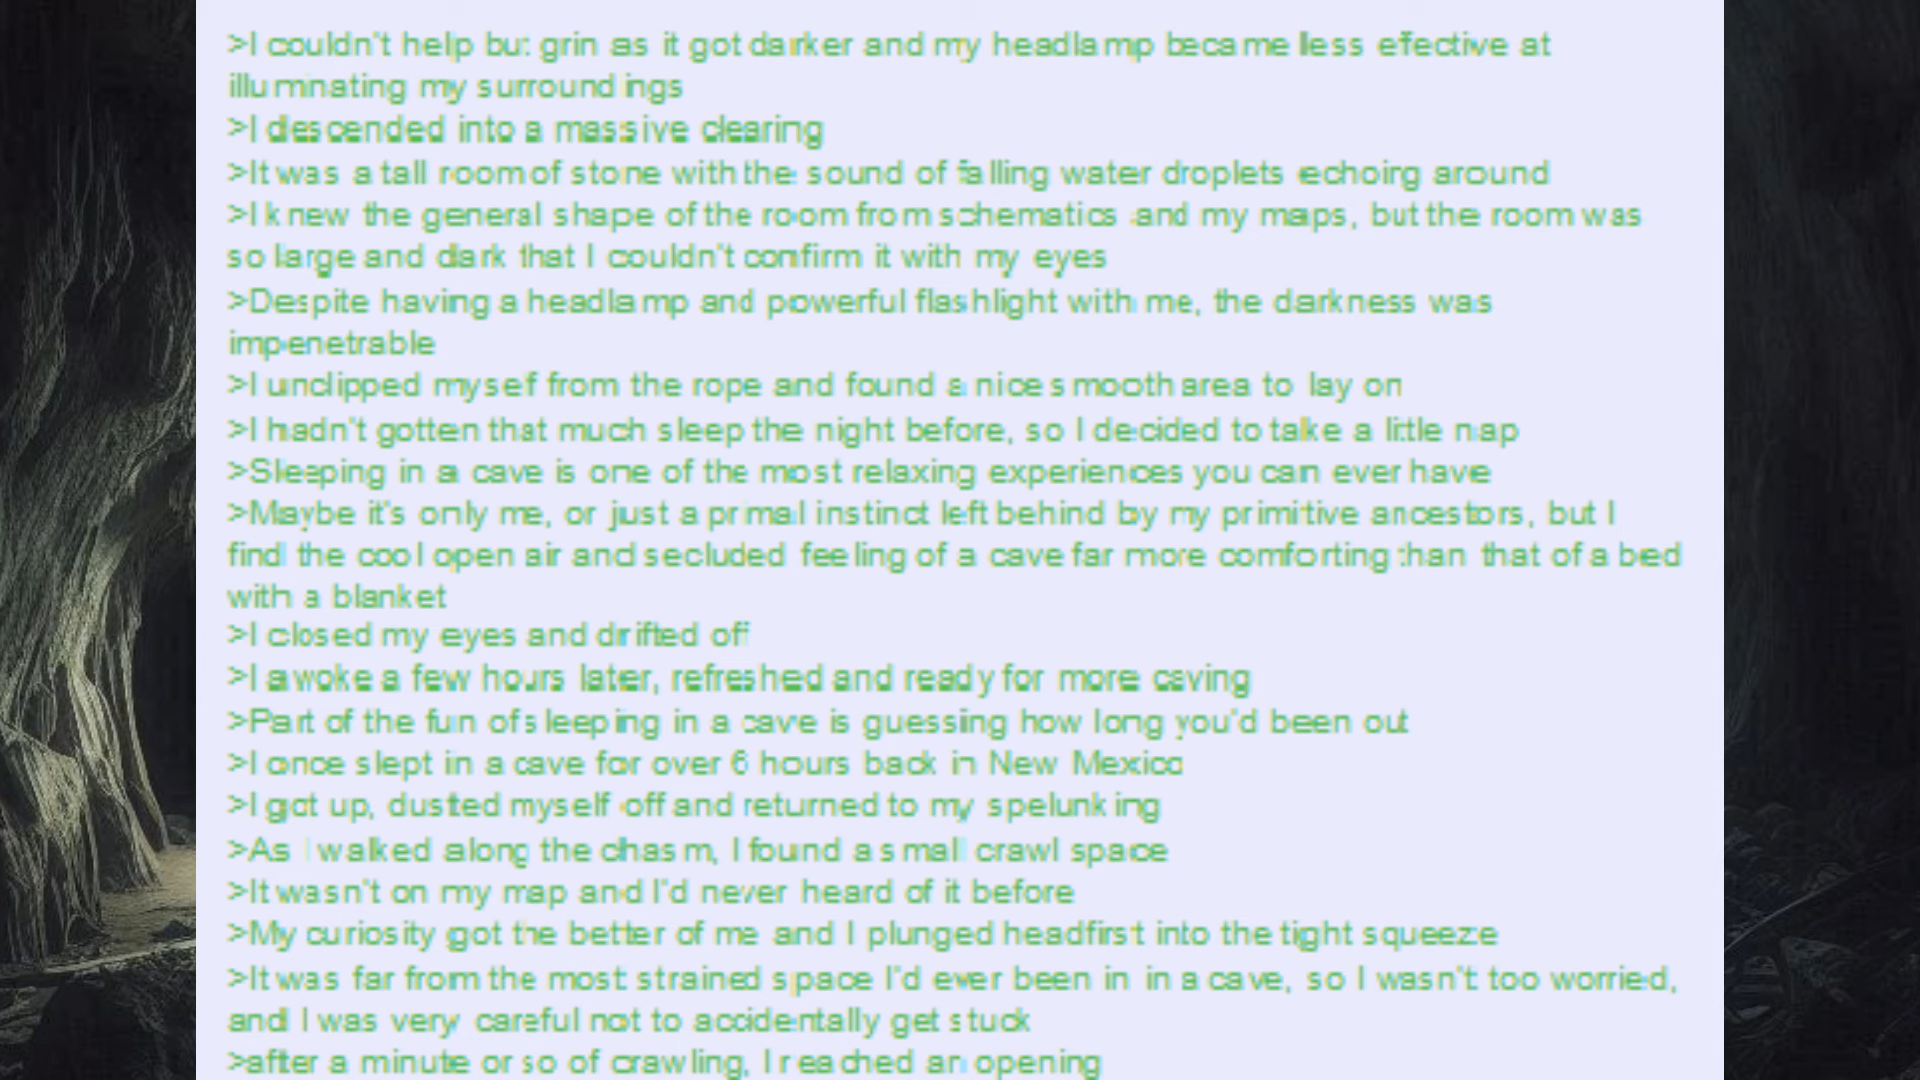 >I couldn't help but grin as it got darker and my headlamp became less effective at
illuminating my surroundings
>I descended into a massive clearing
>It was a tall room of stone with the sound of falling water droplets echoing around
>I knew the general shape of the room from schematics and my maps, but the room was
so large and dark that I couldn't confirm it with my eyes
>Despite having a headlamp and powerful flashlight with me, the darkness was
impenetrable
>I unclipped myself from the rope and found a nice smooth area to lay on
>I hadn't gotten that much sleep the night before, so I decided to take a little nap
>Sleeping in a cave is one of the most relaxing experiences you can ever have
>Maybe it's only me, or just a primal instinct left behind by my primitive ancestors, but I
find the cool open air and secluded feeling of a cave far more comforting than that of a bed
with a blanket
>I closed my eyes and drifted off
>I awoke a few hours later, refreshed and ready for more caving
>Part of the fun of sleeping in a cave is guessing how long you'd been out
>I once slept in a cave for over 6 hours back in New Mexico
>I got up, dusted myself off and returned to my spelunking
>As I walked along the chasm, I found a small crawl space
>It wasn't on my map and I'd never heard of it before
>My curiosity got the better of me and I plunged headfirst into the tight squeeze
>It was far from the most strained space I'd ever been in in a cave, so I wasn't too worried,
and I was very careful not to accidentally get stuck
>after a minute or so of crawling, I reached an opening